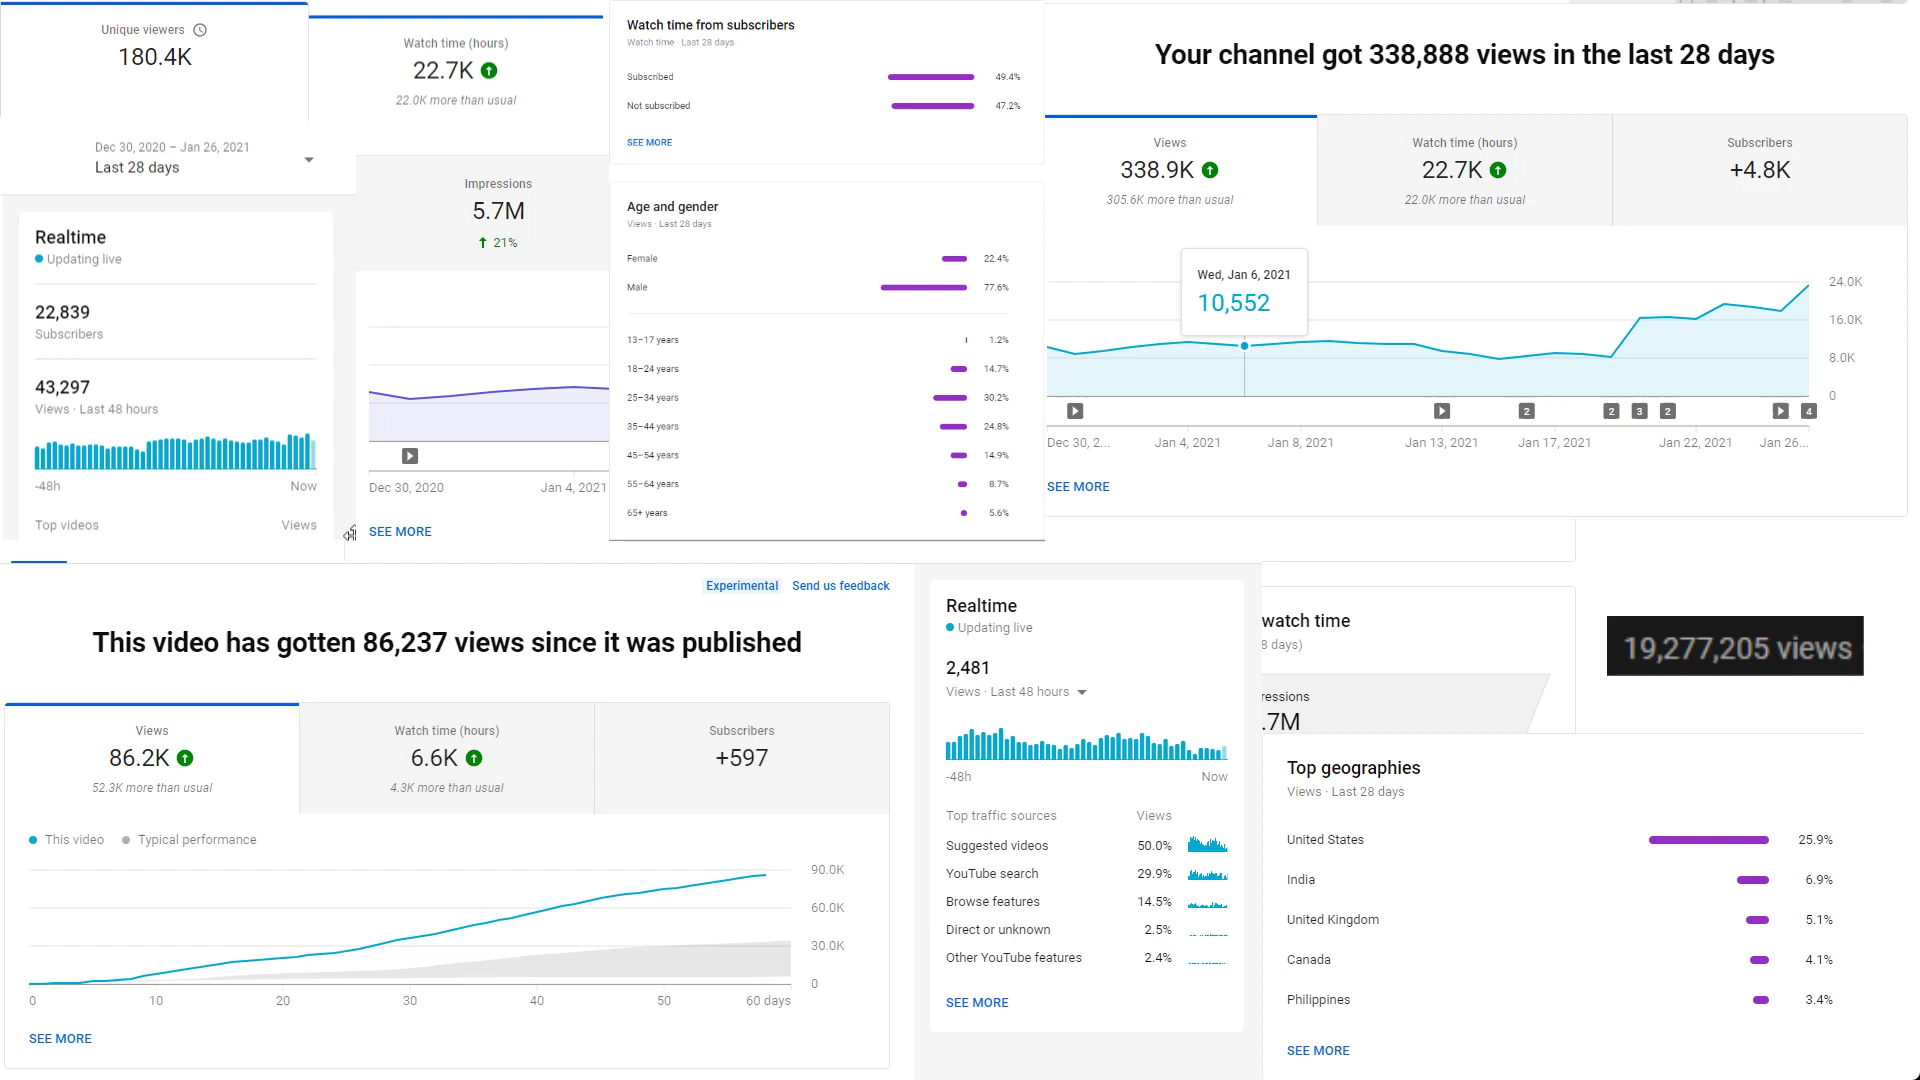 Unique viewers
180.4K
Dec 30, 2020 – Jan 26, 2021
Last 28 days
Realtime
Updating live
22,839
Subscribers
43,297
Views · Last 48 hours
-48h Now
Top videos Views
Watch time (hours)
22.7K
22.0K more than usual
Impressions
5.7M
21%
Dec 30, 2020 Jan 4, 2021
SEE MORE
Watch time from subscribers
Watch time · Last 28 days
Subscribed 49.4%
Not subscribed 47.2%
SEE MORE
Age and gender
Views · Last 28 days
Female 22.4%
Male 77.6%
13–17 years 1.2%
18–24 years 14.7%
25–34 years 30.2%
35–44 years 24.8%
45–54 years 14.9%
55–64 years 8.7%
65+ years 5.6%
Your channel got 338,888 views in the last 28 days
Views
338.9K
305.6K more than usual
Watch time (hours)
22.7K
22.0K more than usual
Subscribers
+4.8K
Wed, Jan 6, 2021
10,552
24.0K
16.0K
8.0K
0
2 2 3 2 4
Dec 30, 2... Jan 4, 2021 Jan 8, 2021 Jan 13, 2021 Jan 17, 2021 Jan 22, 2021 Jan 26...
SEE MORE
Experimental Send us feedback
This video has gotten 86,237 views since it was published
Views
86.2K
52.3K more than usual
Watch time (hours)
6.6K
4.3K more than usual
Subscribers
+597
This video Typical performance
90.0K
60.0K
30.0K
0
0 10 20 30 40 50 60 days
SEE MORE
Realtime
Updating live
2,481
Views · Last 48 hours
-48h Now
Top traffic sources Views
Suggested videos 50.0%
YouTube search 29.9%
Browse features 14.5%
Direct or unknown 2.5%
Other YouTube features 2.4%
SEE MORE
watch time
8 days)
ressions
.7M
19,277,205 views
Top geographies
Views · Last 28 days
United States 25.9%
India 6.9%
United Kingdom 5.1%
Canada 4.1%
Philippines 3.4%
SEE MORE